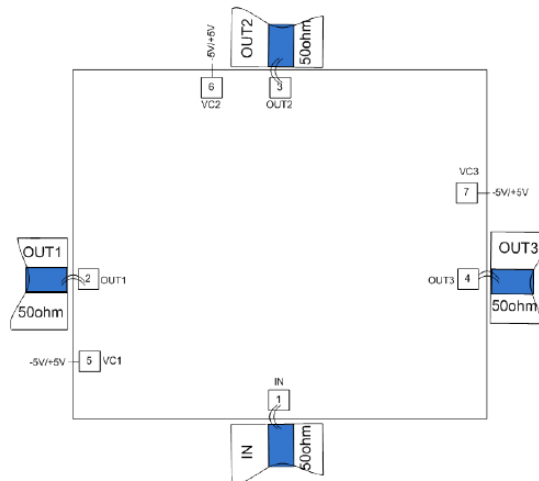 OUT2
50ohm
-5V/+5V
6
VC2
3
OUT2
VC3
7
-5V/+5V
OUT1
50ohm
2
OUT1
OUT3
4
OUT3
50ohm
-5V/+5V
5
VC1
IN
1
IN
50ohm